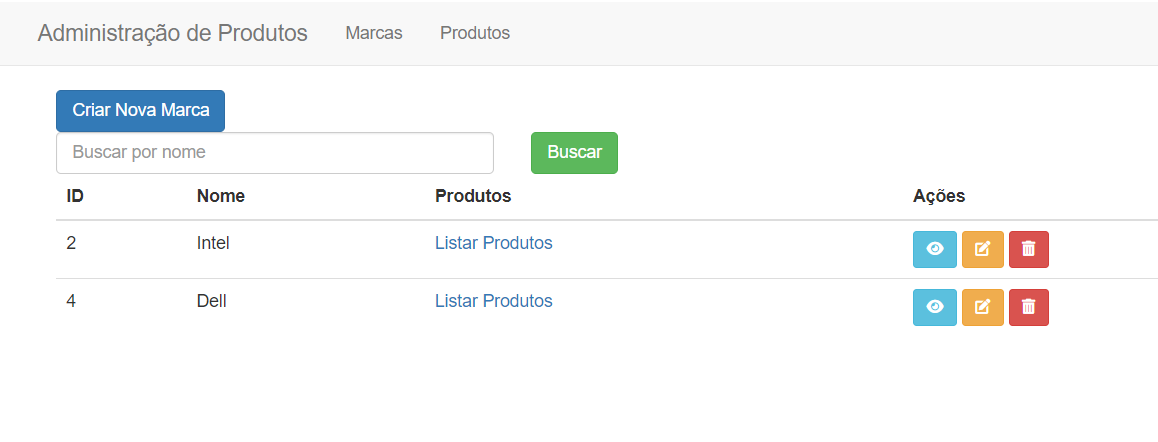 Administração de Produtos Marcas Produtos
Criar Nova Marca
Buscar por nome Buscar
ID Nome Produtos Ações
2 Intel Listar Produtos
4 Dell Listar Produtos